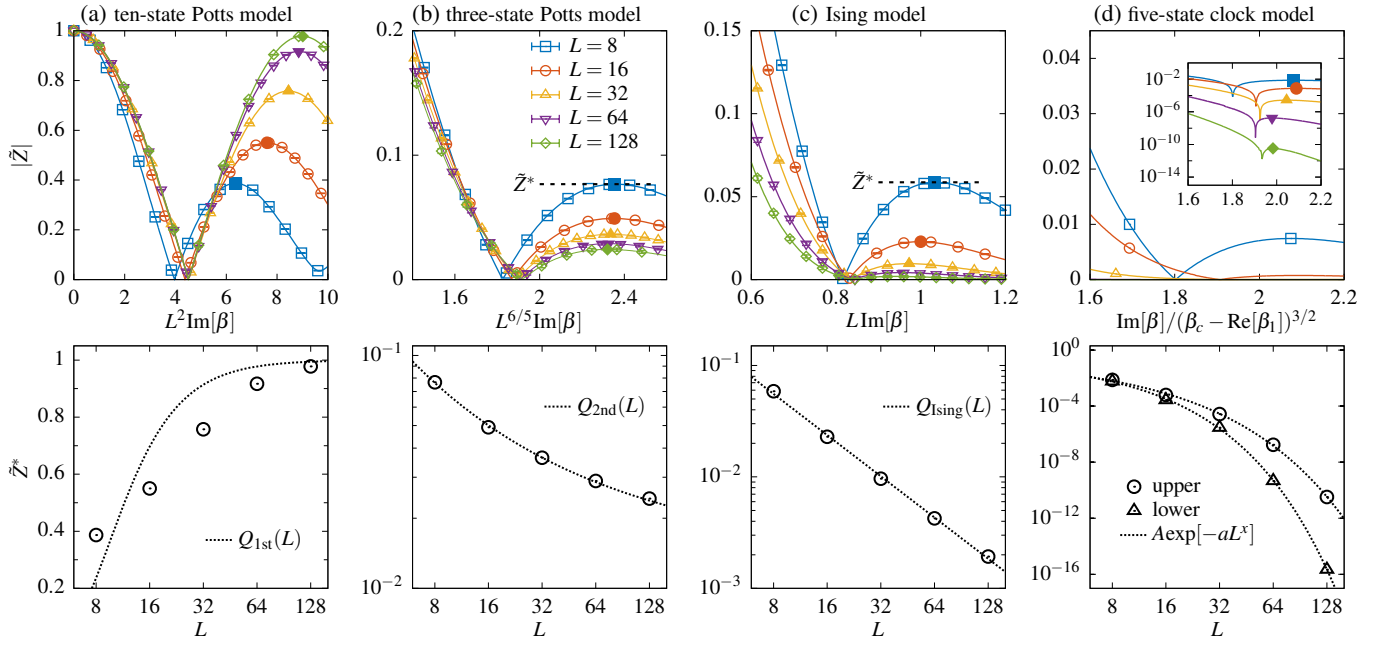 (a) ten-state Potts model
|Z̃|
1
0.8
0.6
0.4
0.2
0
0 2 4 6 8 10
L²Im[β]
(b) three-state Potts model
0.2
0.1
0
L = 8
L = 16
L = 32
L = 64
L = 128
Z̃*
1.6 2 2.4
L^{6/5}Im[β]
(c) Ising model
0.15
0.10
0.05
0
Z̃*
0.6 0.8 1.0 1.2
L Im[β]
(d) five-state clock model
0.04
0.03
0.02
0.01
0
10⁻²
10⁻⁶
10⁻¹⁰
10⁻¹⁴
1.6 1.8 2.0 2.2
1.6 1.8 2 2.2
Im[β]/(β_c − Re[β₁])^{3/2}
Z̃*
1
0.8
0.6
0.4
0.2
Q_{1st}(L)
8 16 32 64 128
L
10⁻¹
10⁻²
Q_{2nd}(L)
8 16 32 64 128
L
10⁻¹
10⁻²
10⁻³
Q_{Ising}(L)
8 16 32 64 128
L
10⁰
10⁻⁴
10⁻⁸
10⁻¹²
10⁻¹⁶
upper
lower
Aexp[−aL^x]
8 16 32 64 128
L